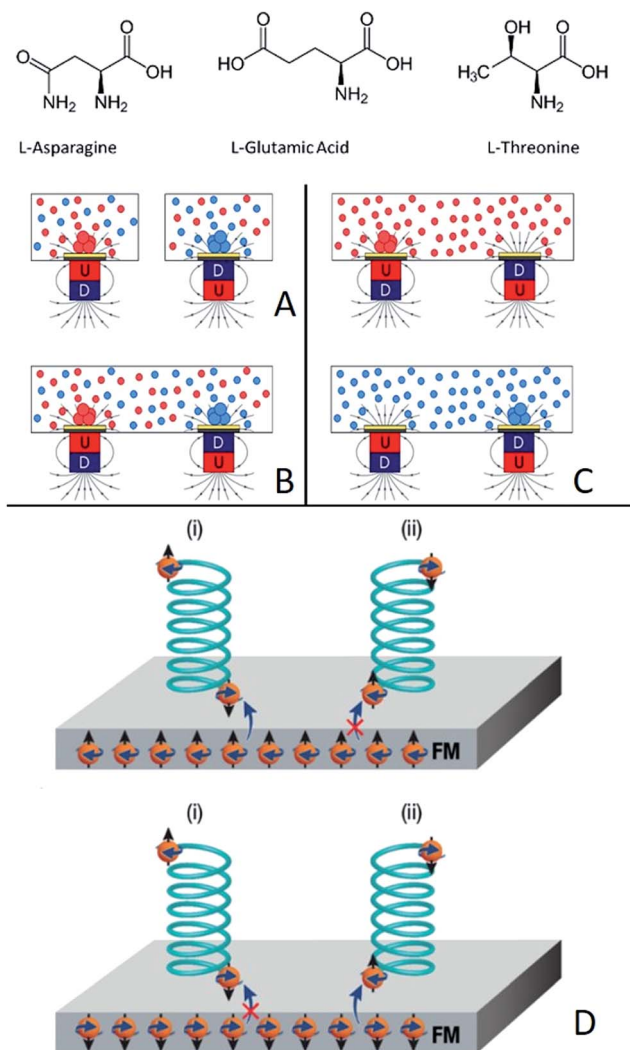 O
O
OH
O
NH₂
NH₂
O
O
HO
OH
NH₂
OH
O
H₃C
OH
NH₂
L-Asparagine
L-Glutamic Acid
L-Threonine
U
D
D
U
A
U
D
D
U
U
D
D
U
B
U
D
D
U
C
(i)
(ii)
FM
(i)
(ii)
FM
D